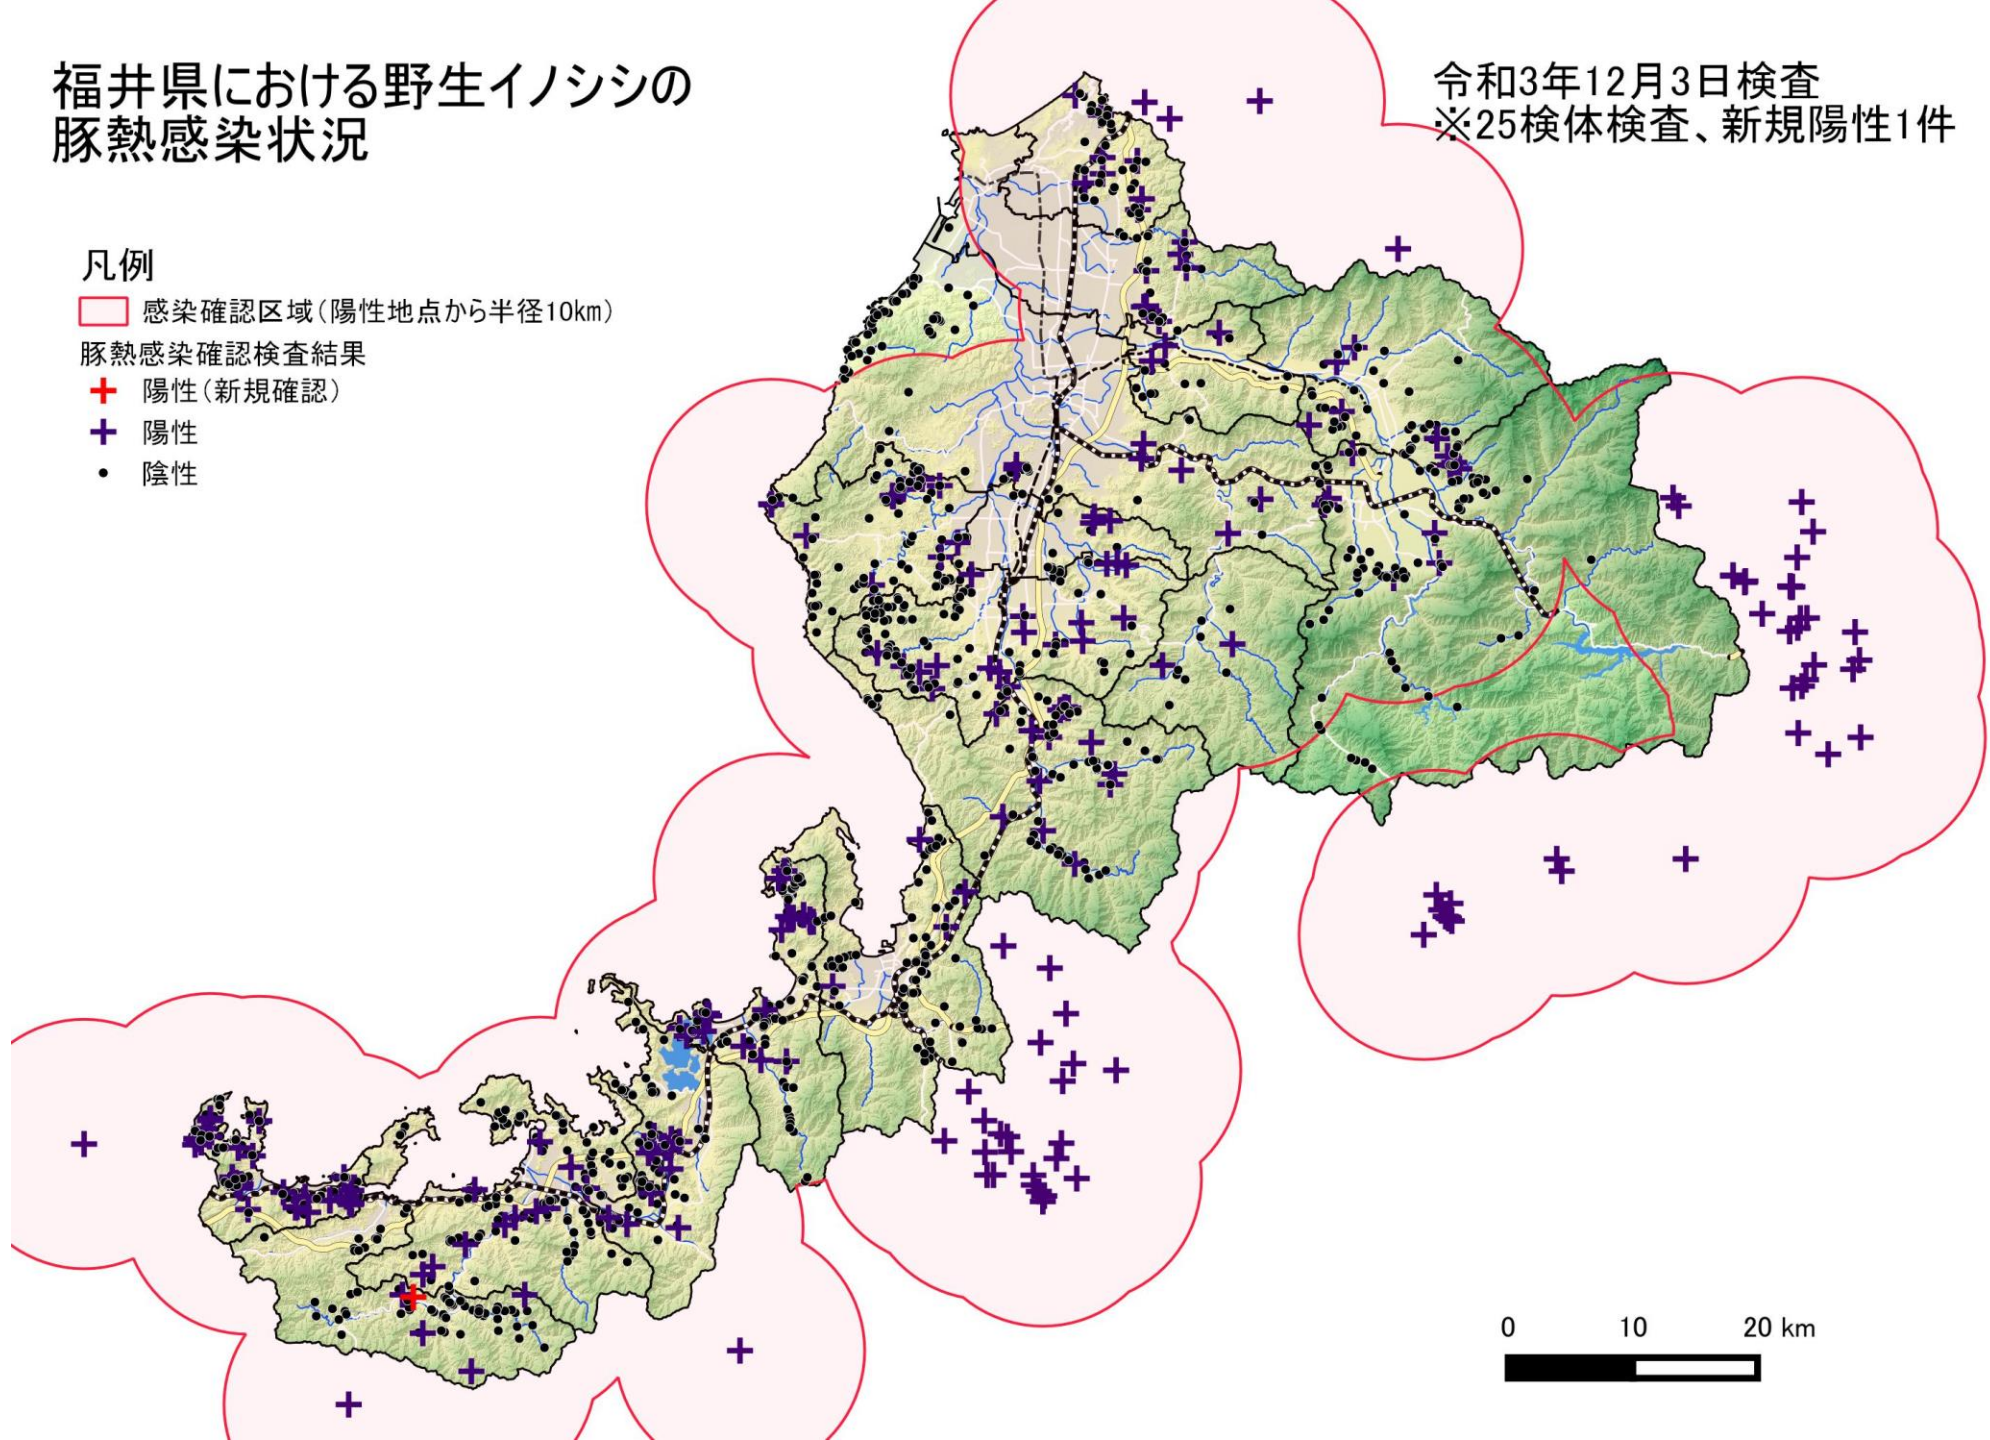 福井県における野生イノシシの
豚熱感染状況
令和3年12月3日検査
※25検体検査、新規陽性1件
凡例
感染確認区域(陽性地点から半径10km)
豚熱感染確認検査結果
陽性(新規確認)
陽性
陰性
0 10 20 km